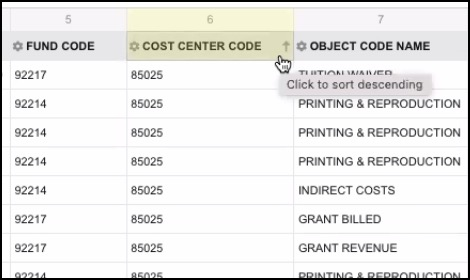 5 6 7
FUND CODE COST CENTER CODE OBJECT CODE NAME
92217 85025 TUITION WAIVER
Click to sort descending
92214 85025 PRINTING & REPRODUCTION
92214 85025 PRINTING & REPRODUCTION
92214 85025 PRINTING & REPRODUCTION
92214 85025 INDIRECT COSTS
92217 85025 GRANT BILLED
92217 85025 GRANT REVENUE
92214 85025 PRINTING & REPRODUCTION